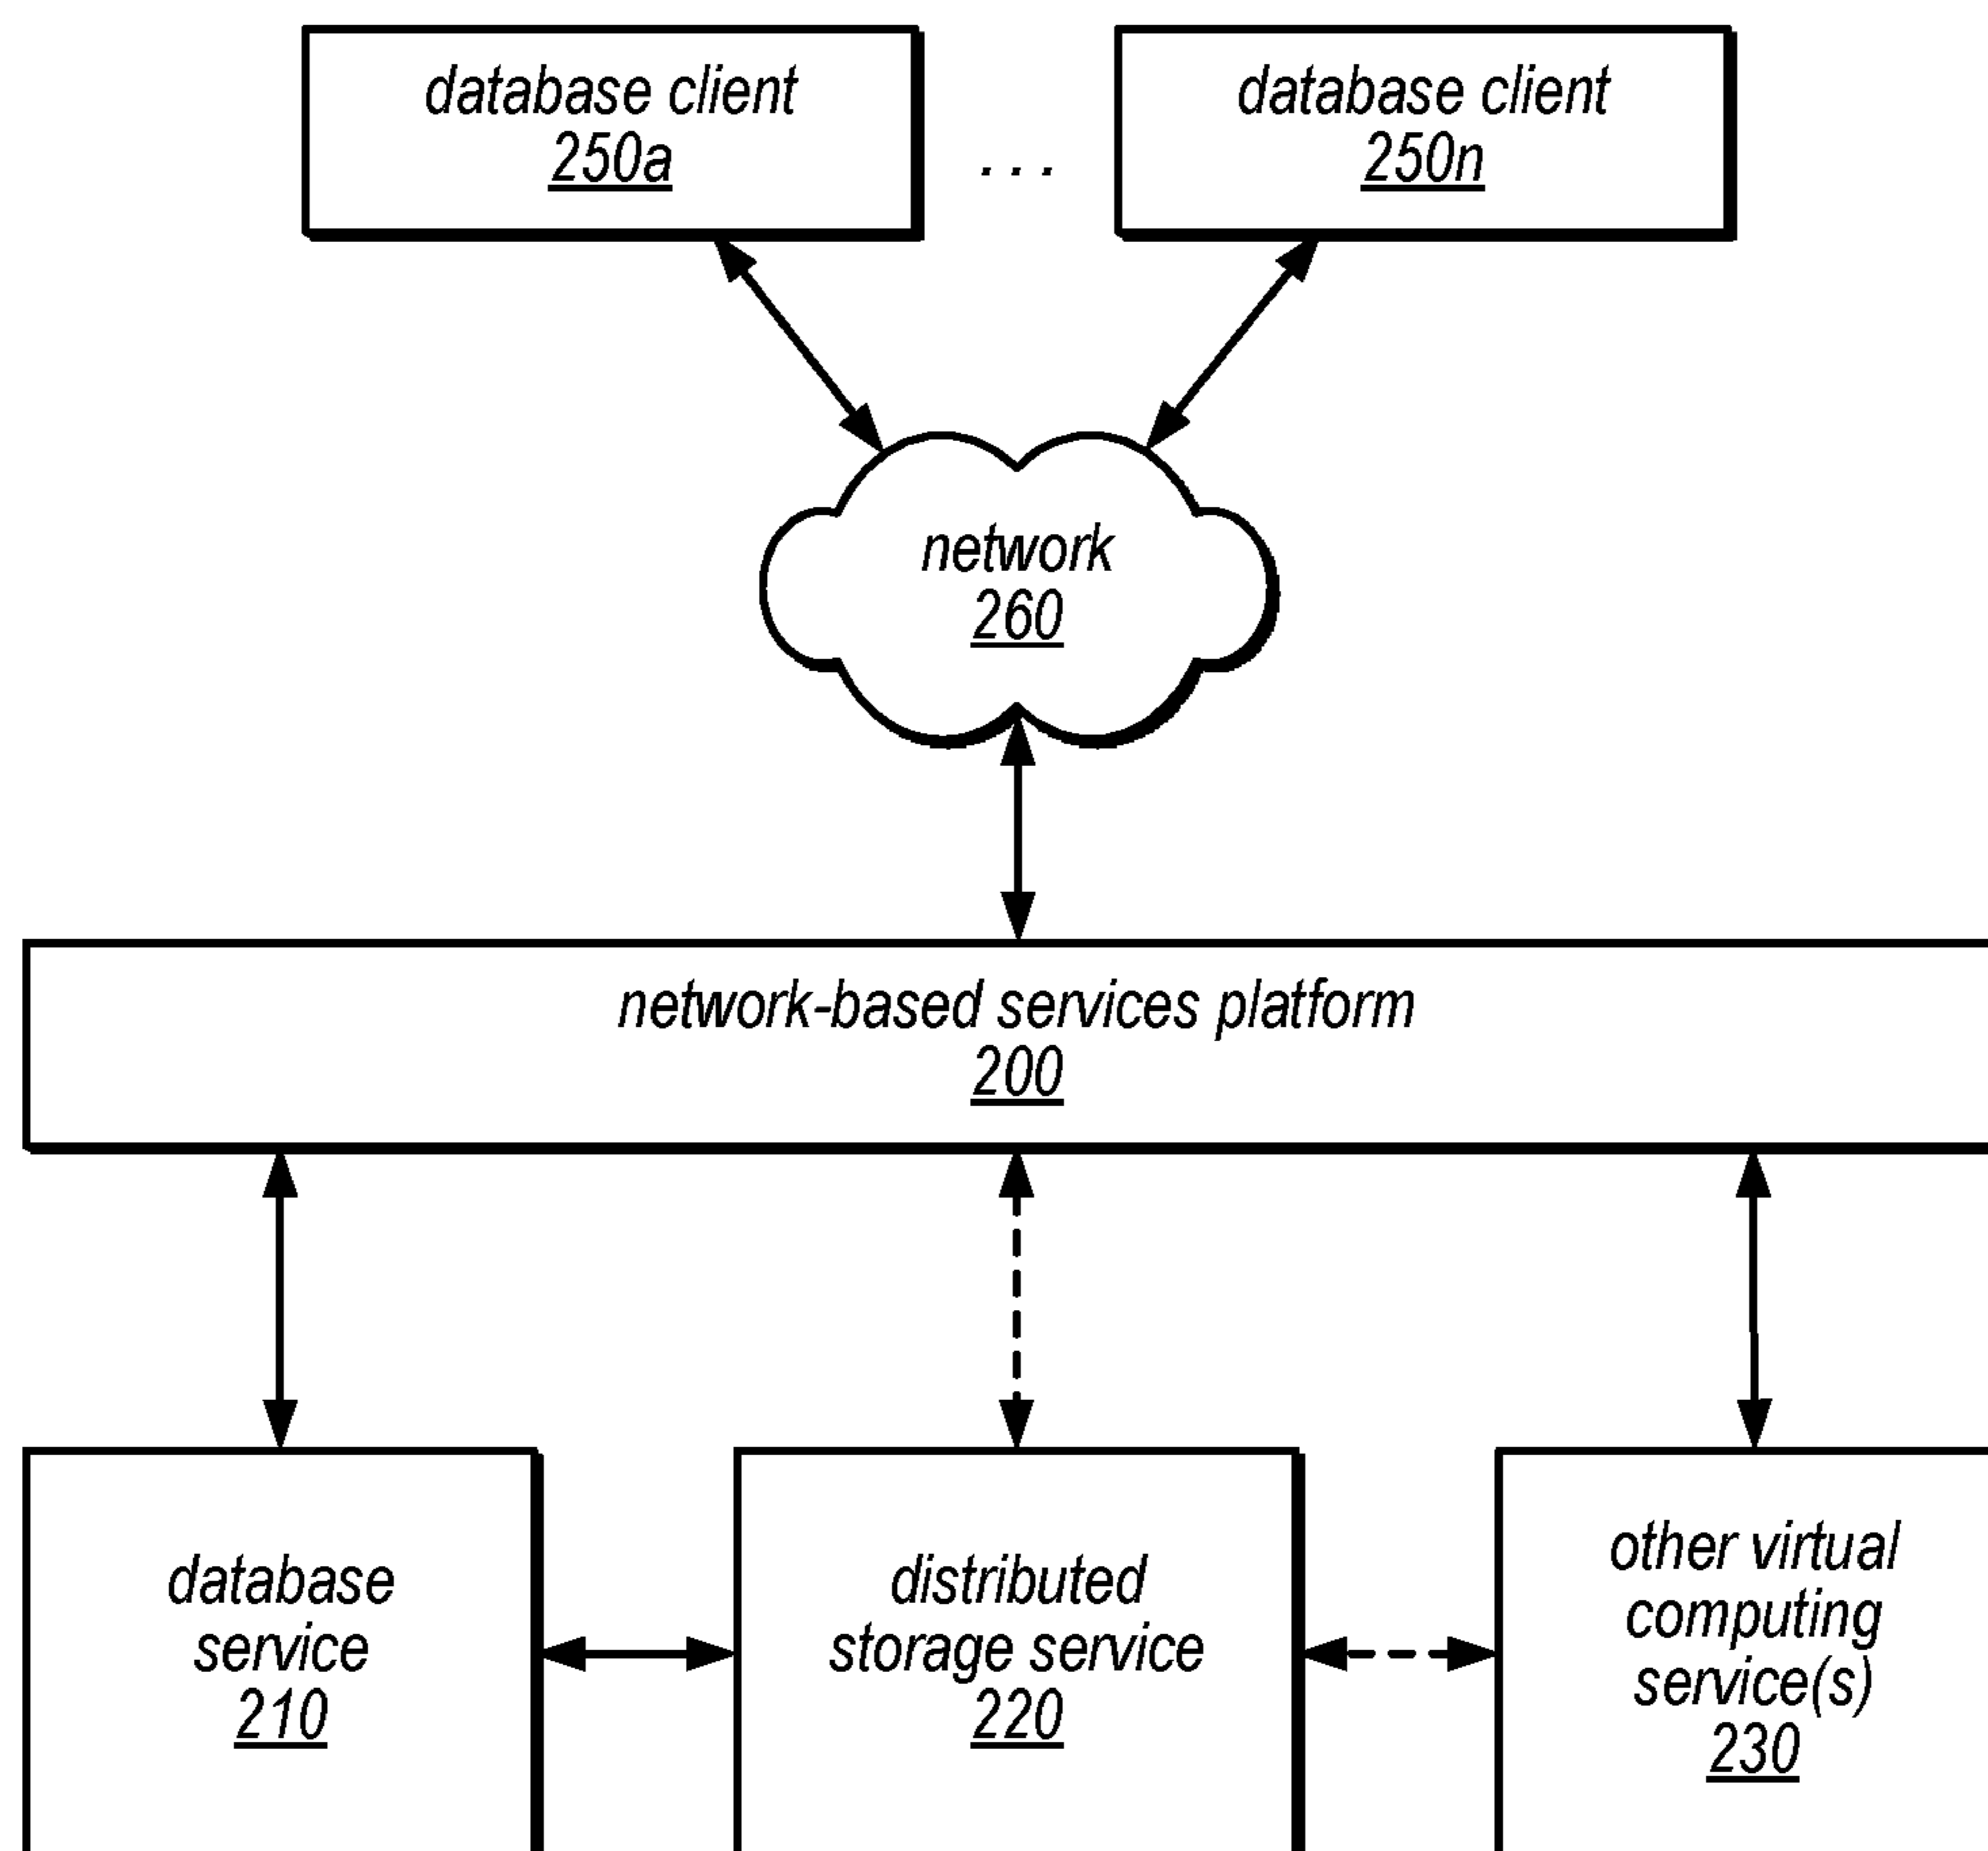 database client
250a
. . .
database client
250n
network
260
network-based services platform
200
database
service
210
distributed
storage service
220
other virtual
computing
service(s)
230